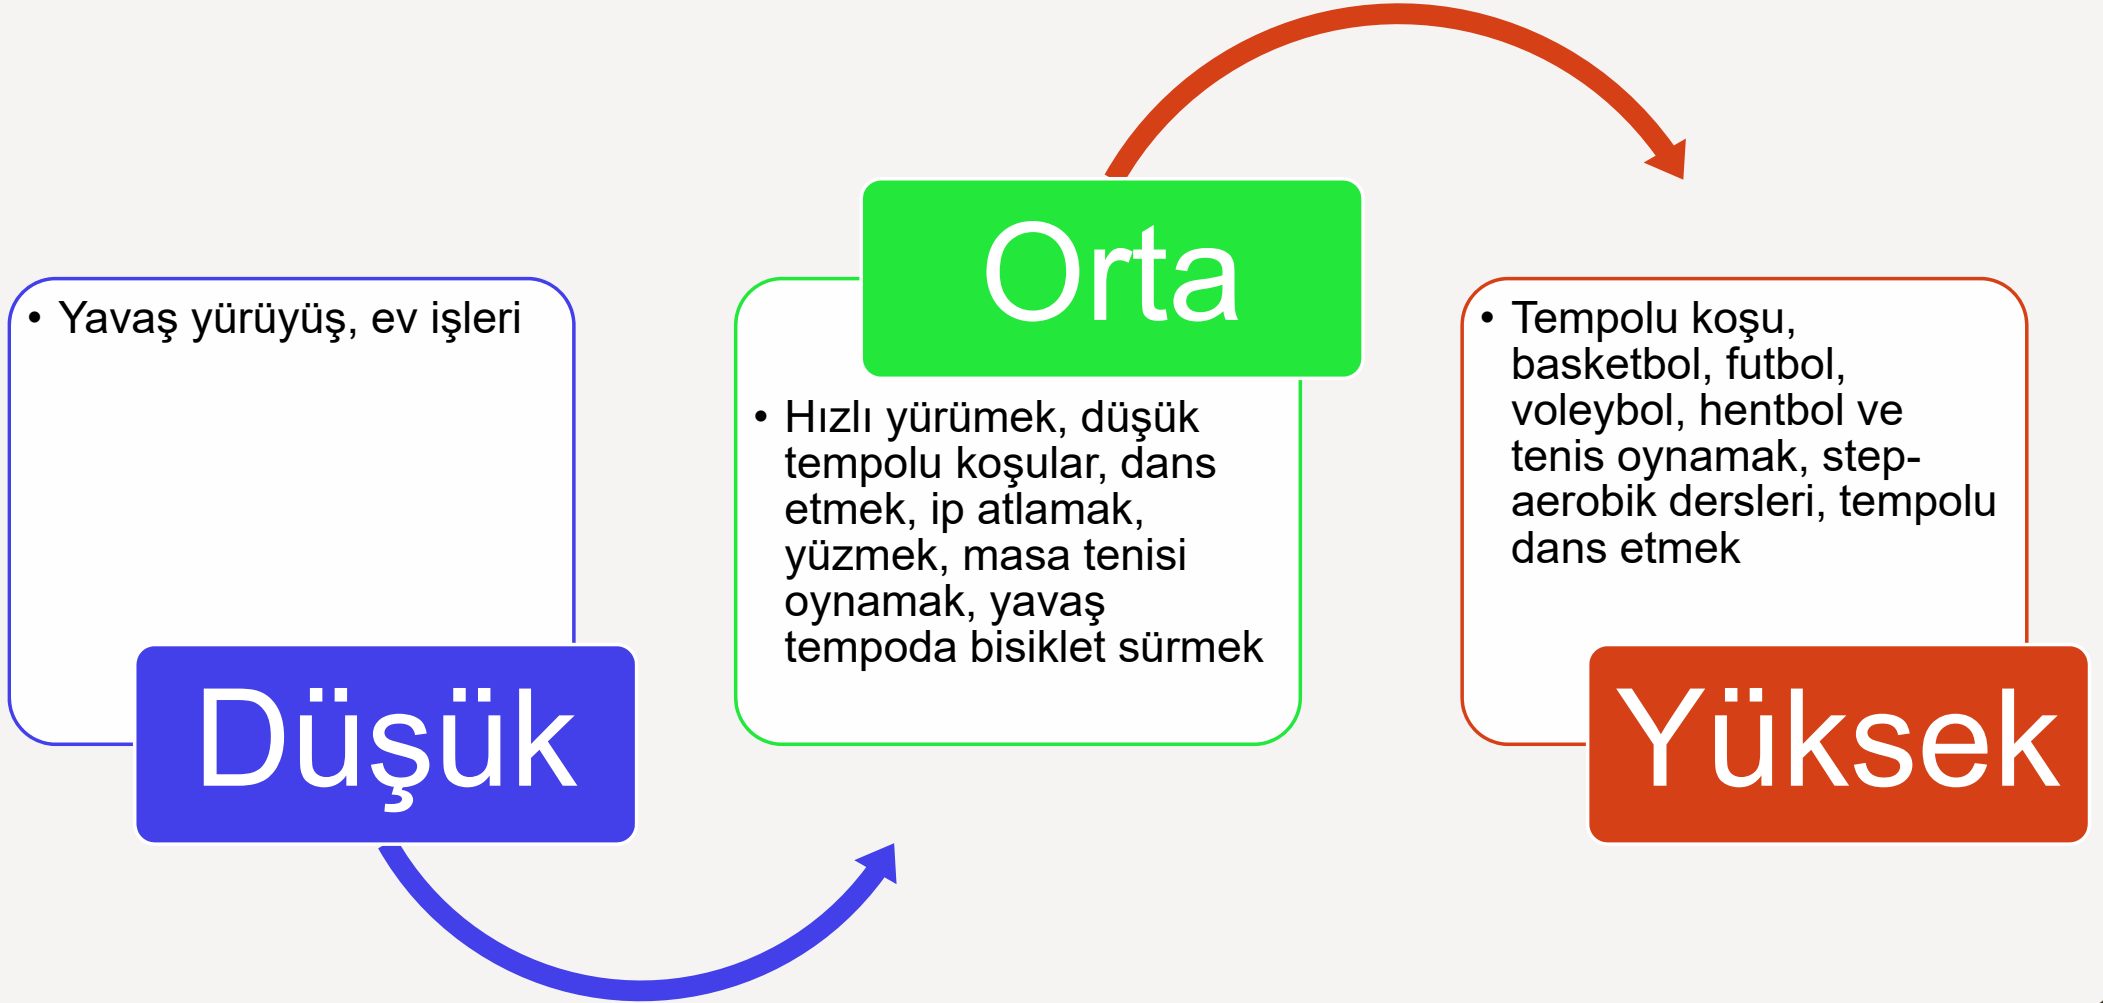 • Yavaş yürüyüş, ev işleri
Düşük
Orta
• Hızlı yürümek, düşük
tempolu koşular, dans
etmek, ip atlamak,
yüzmek, masa tenisi
oynamak, yavaş
tempoda bisiklet sürmek
• Tempolu koşu,
basketbol, futbol,
voleybol, hentbol ve
tenis oynamak, step-
aerobik dersleri, tempolu
dans etmek
Yüksek